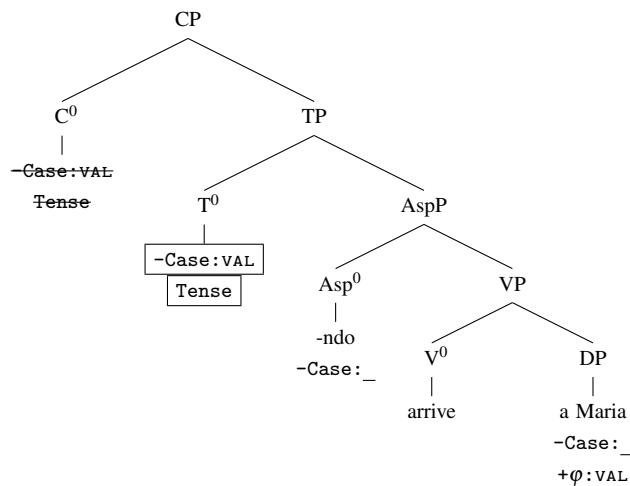 CP
C⁰ TP
-Case:VAL
Tense
T⁰ AspP
-Case:VAL
Tense
Asp⁰ VP
-ndo
-Case:_
V⁰ DP
arrive a Maria
-Case:_
+φ:VAL